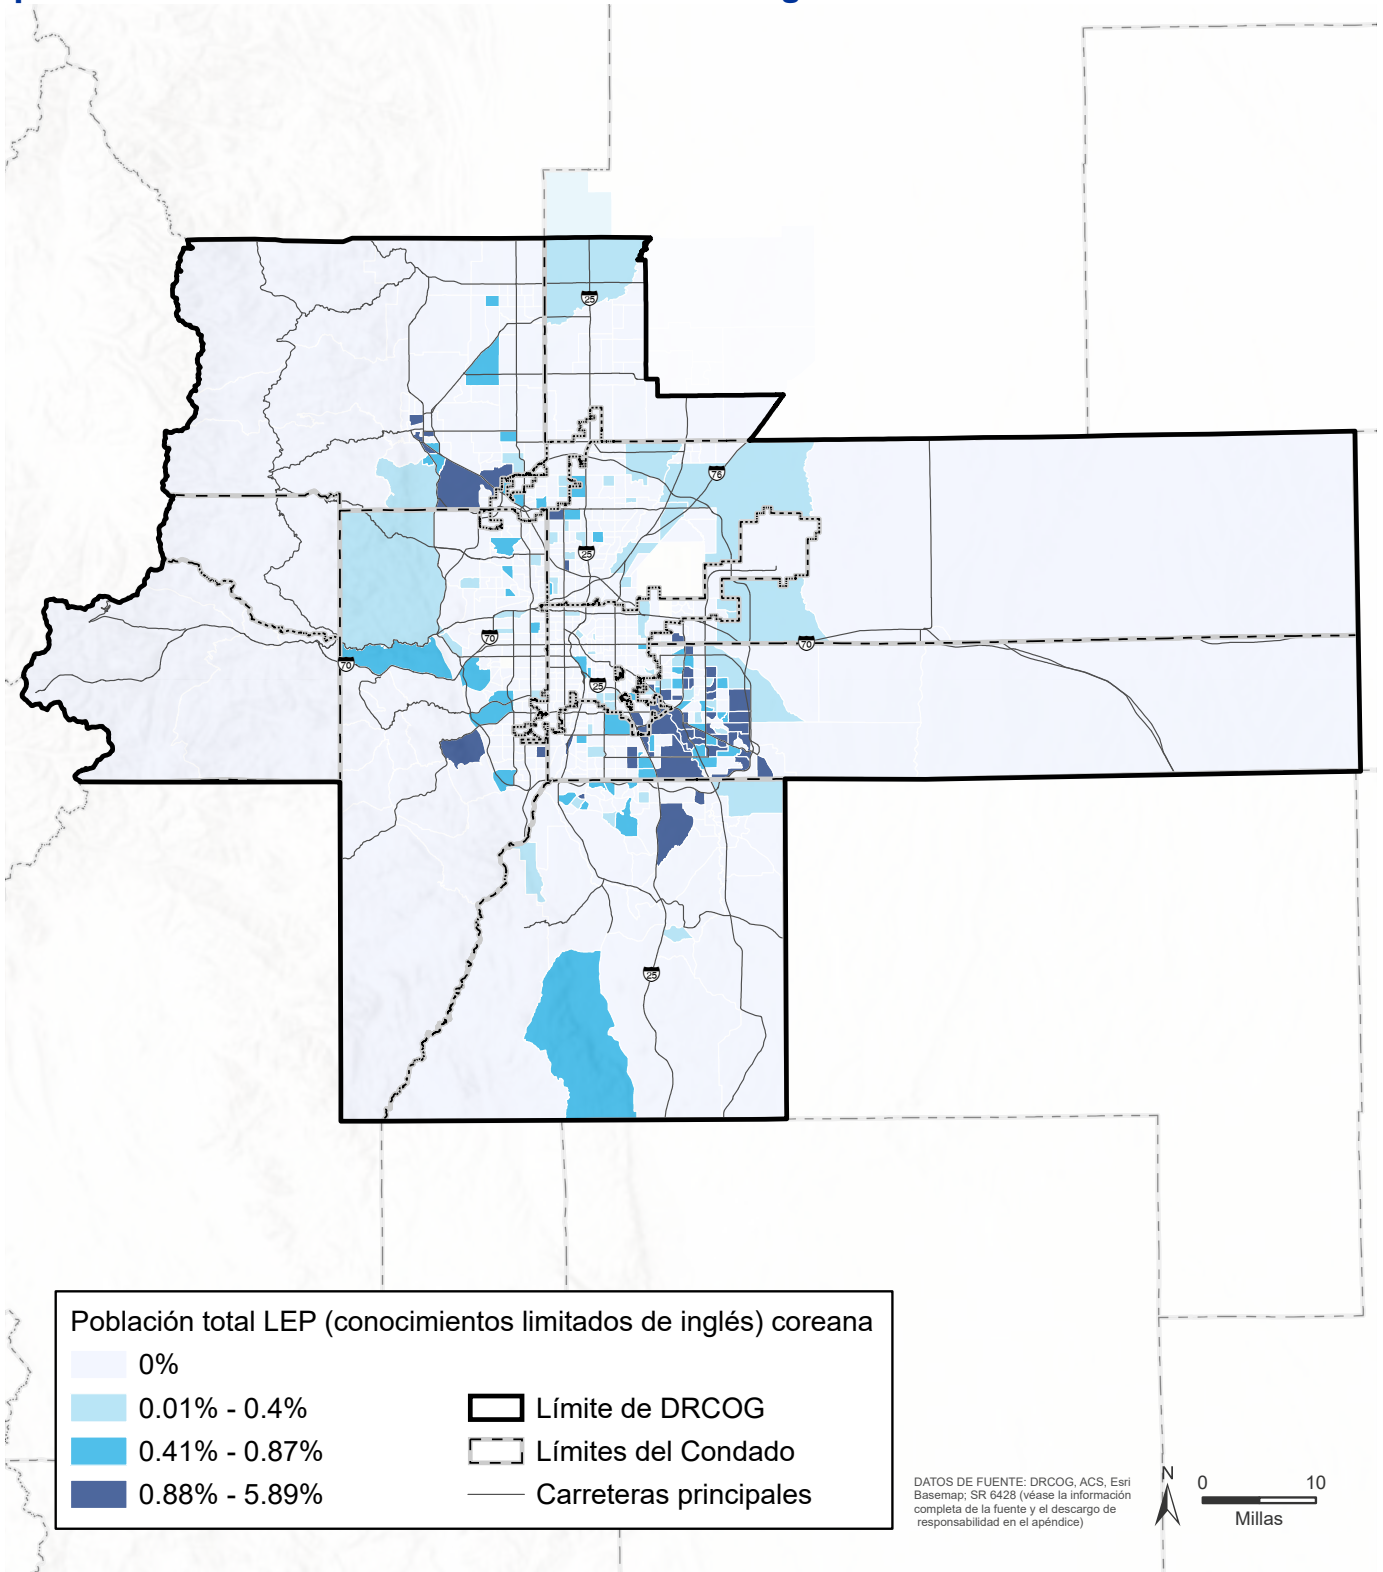 25
76
25
70
70
70
25
25
Población total LEP (conocimientos limitados de inglés) coreana
0%
0.01% - 0.4%
0.41% - 0.87%
0.88% - 5.89%
Límite de DRCOG
Límites del Condado
Carreteras principales
DATOS DE FUENTE: DRCOG, ACS, Esri
Basemap; SR 6428 (véase la información
completa de la fuente y el descargo de
responsabilidad en el apéndice)
N
0 10
Millas